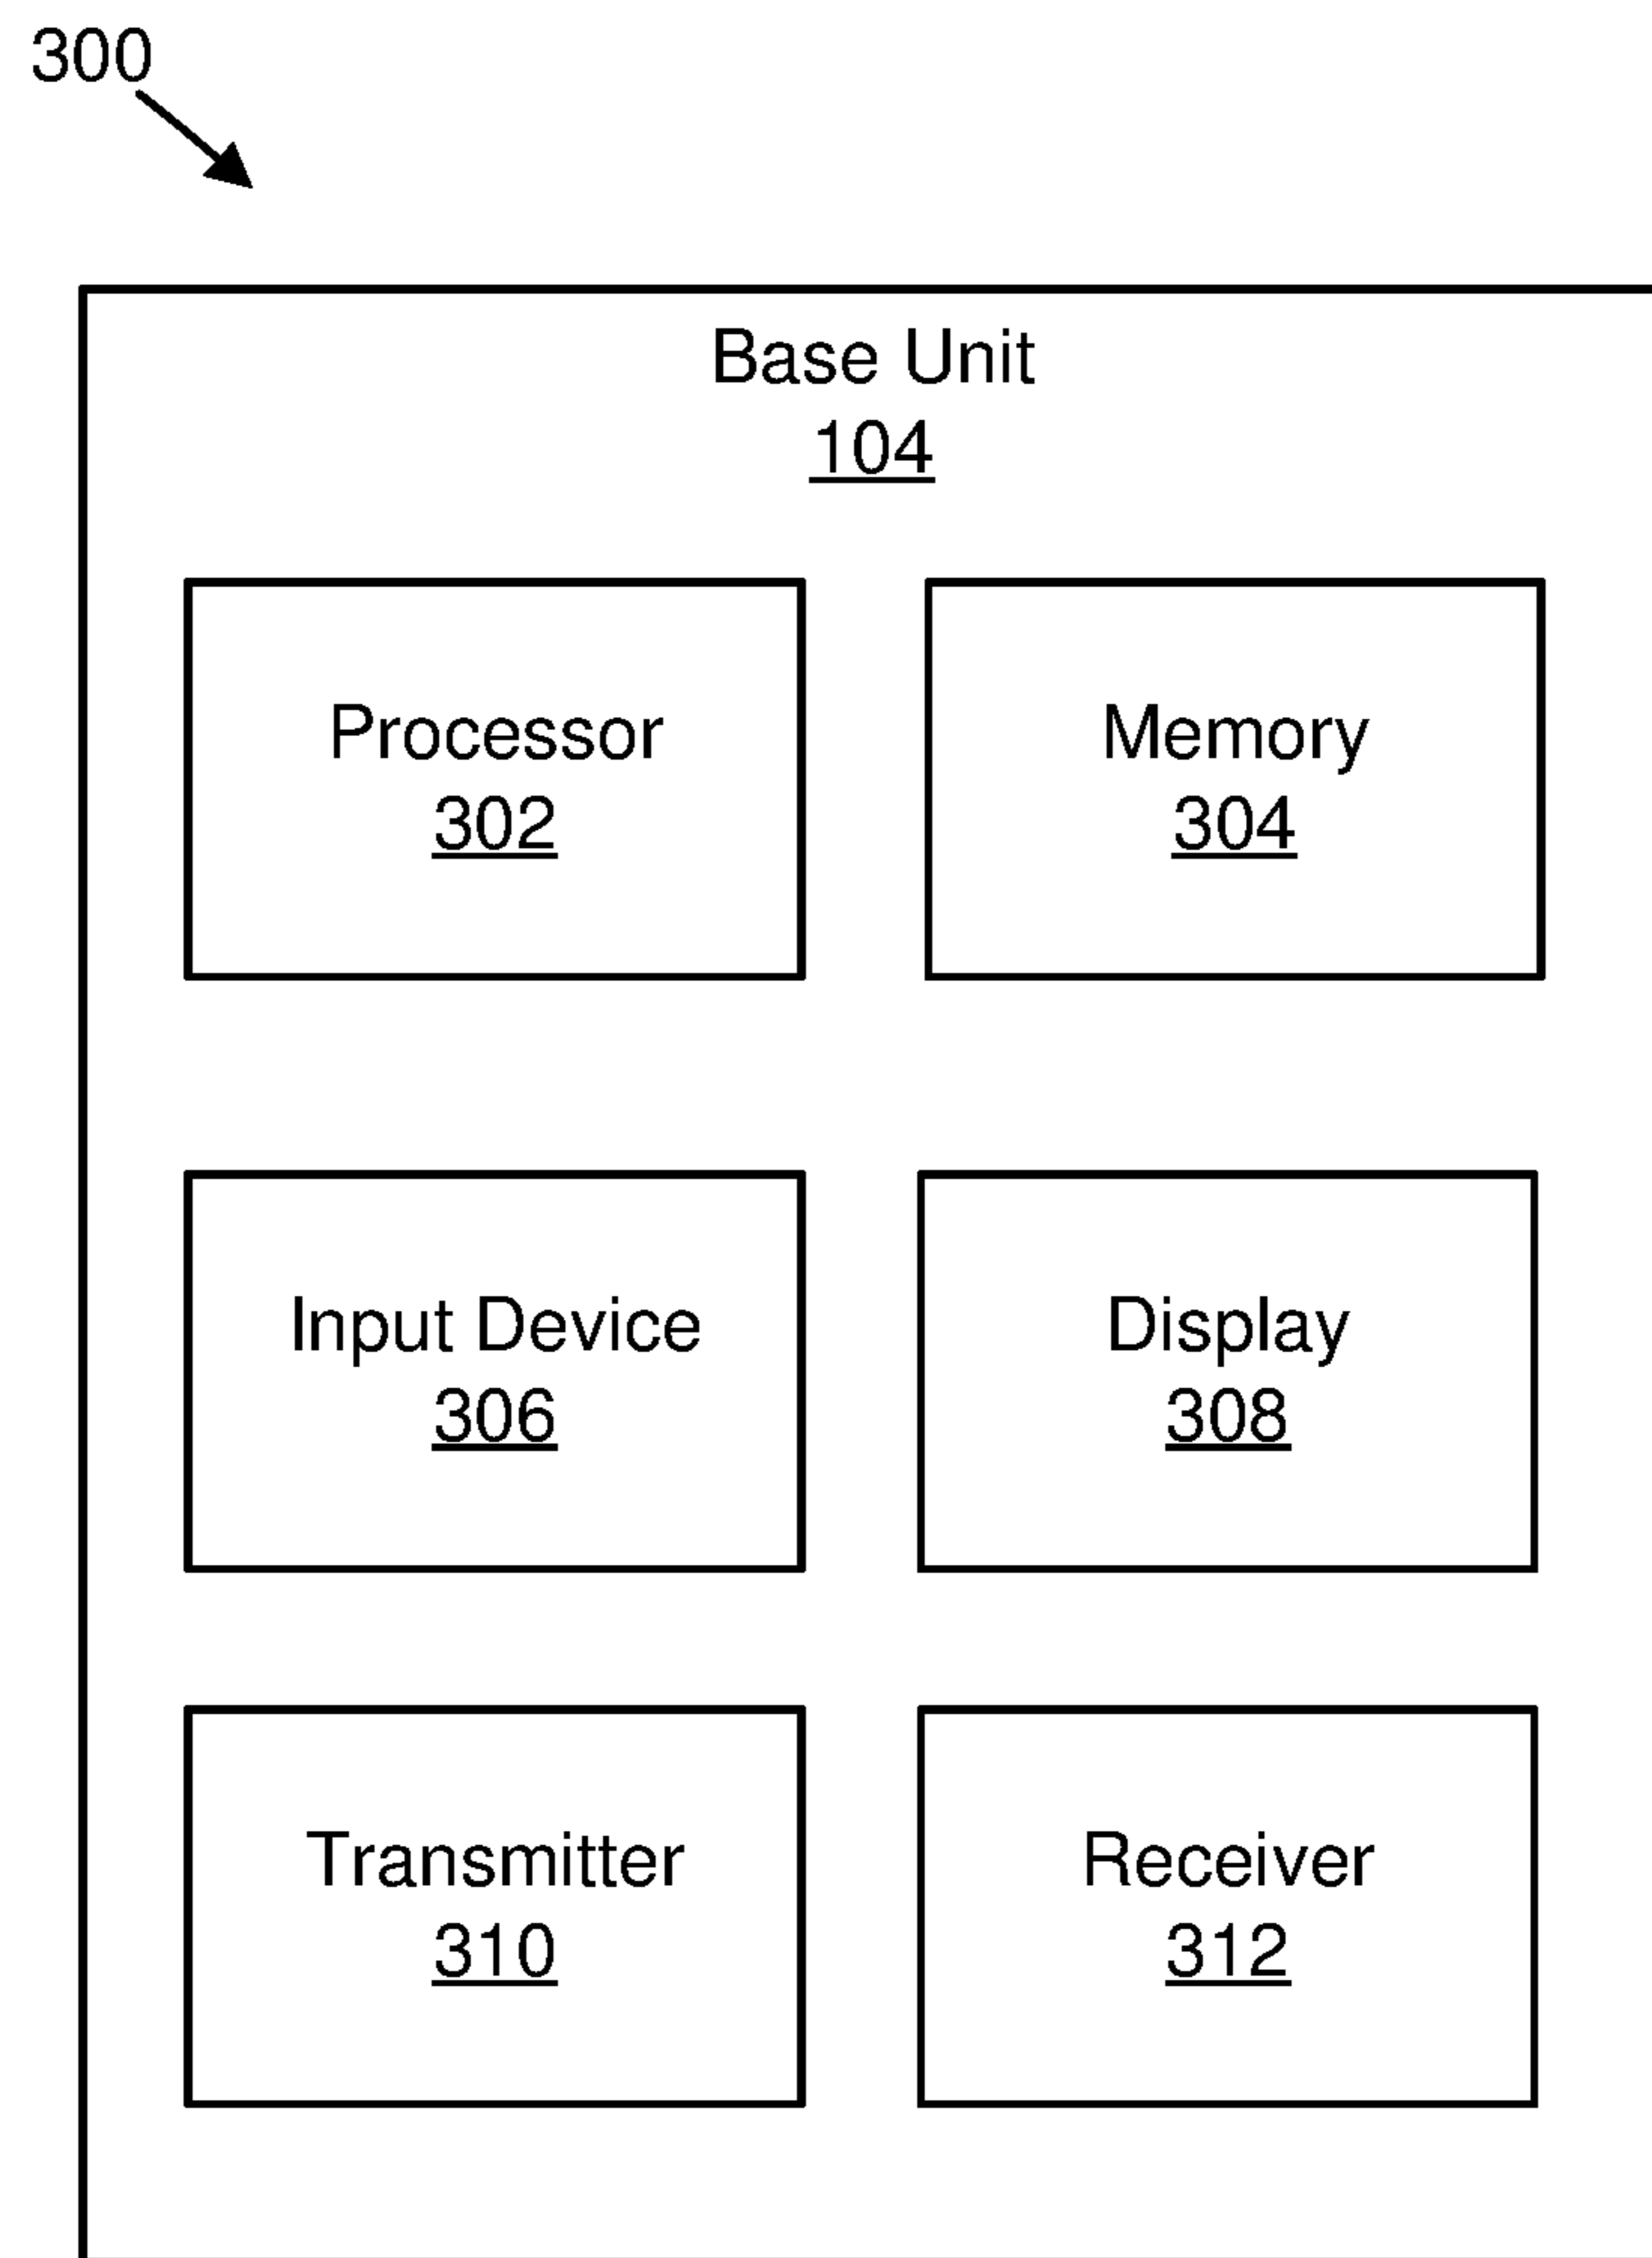 300
Base Unit
104
Processor
302
Memory
304
Input Device
306
Display
308
Transmitter
310
Receiver
312